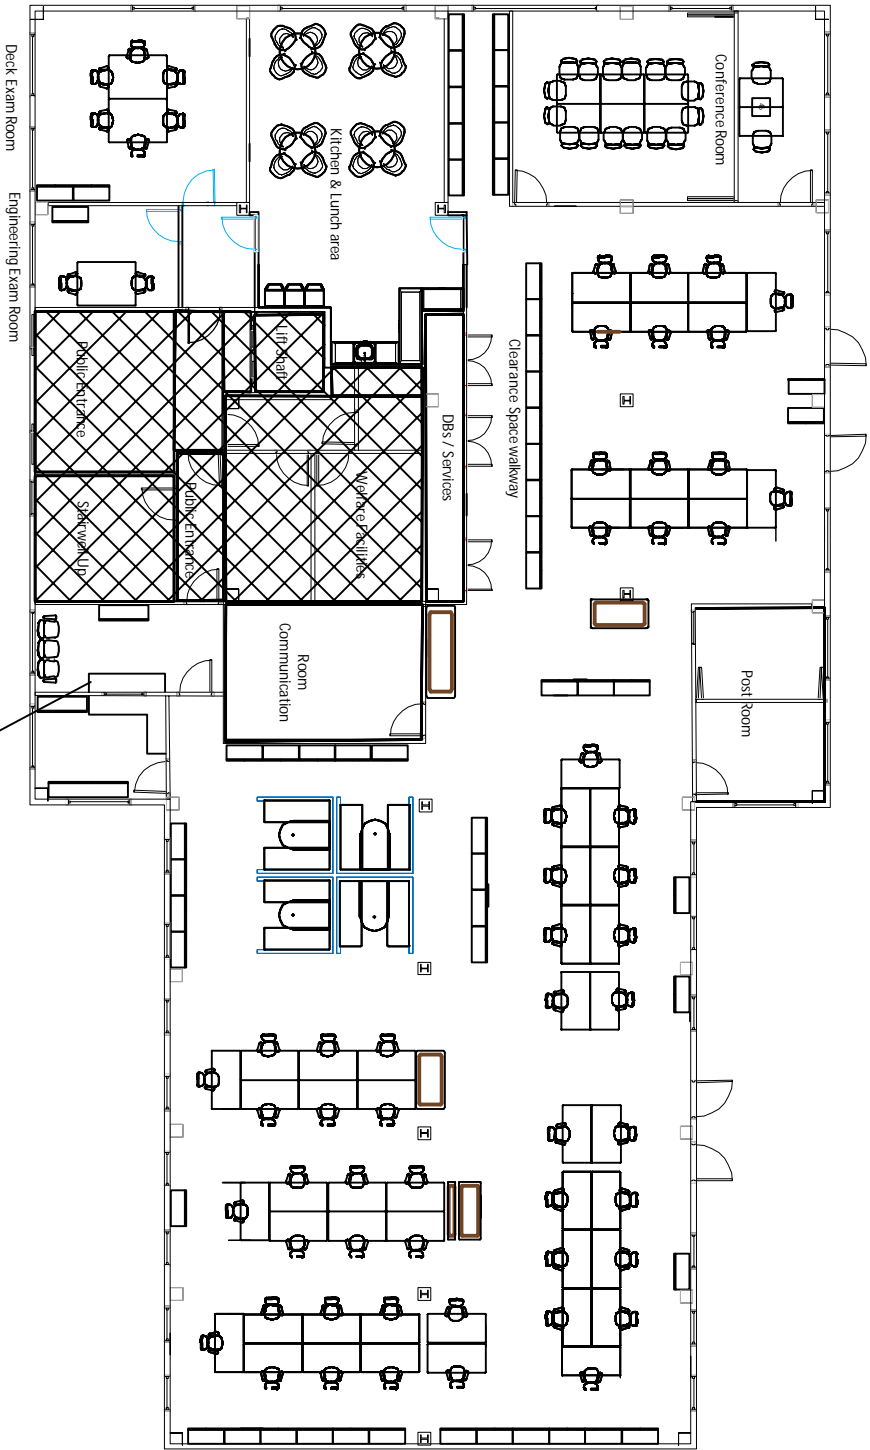 Deck Exam Room
Engineering Exam Room
Kitchen & Lunch area
Conference Room
Clearance Space walkway
Public Entrance
Lift Shaft
DBs / Services
Stairwell Up
Public Entrance
Welfare Facilities
Room
Communication
Post Room